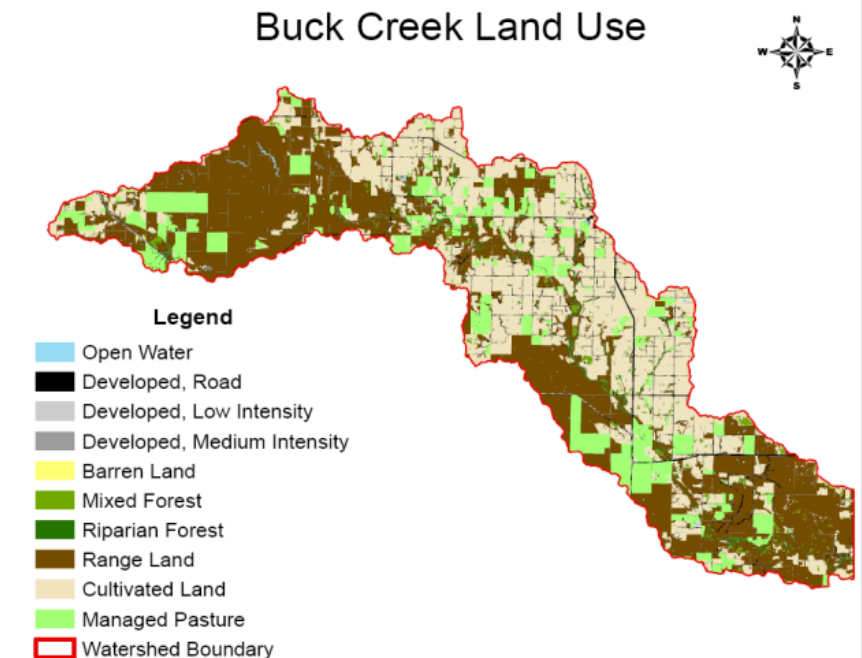 Buck Creek Land Use
N
W E
S
Legend
Open Water
Developed, Road
Developed, Low Intensity
Developed, Medium Intensity
Barren Land
Mixed Forest
Riparian Forest
Range Land
Cultivated Land
Managed Pasture
Watershed Boundary